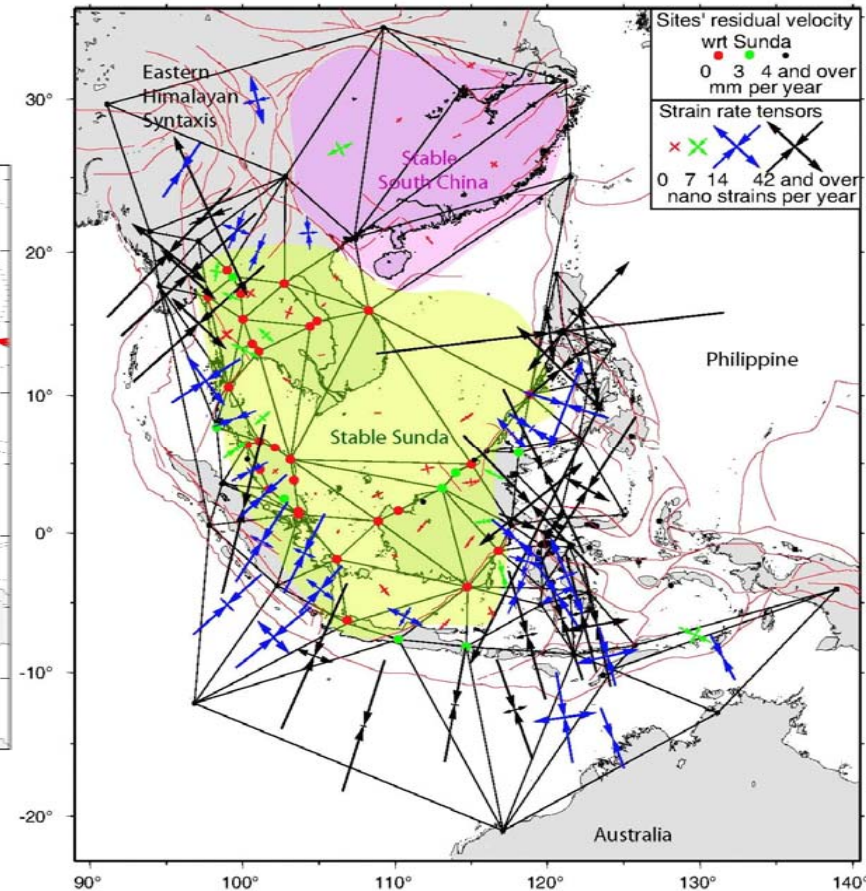 Sites' residual velocity
wrt Sunda
0 3 4 and over
mm per year
Strain rate tensors
0 7 14 42 and over
nano strains per year
Eastern
Himalayan
Syntaxis
Stable
South China
Stable Sunda
Philippine
Australia
30°
20°
10°
0°
-10°
-20°
90° 100° 110° 120° 130° 140°